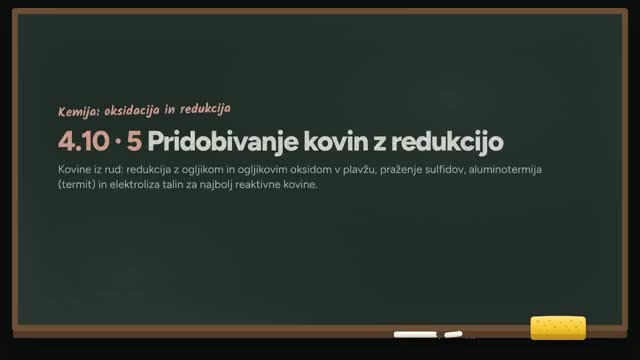 Kemija: oksidacija in redukcija
4.10 · 5 Pridobivanje kovin z redukcijo
Kovine iz rud: redukcija z ogljikom in ogljikovim oksidom v plavžu, praženje sulfidov, aluminotermija
(termit) in elektroliza talin za najbolj reaktivne kovine.